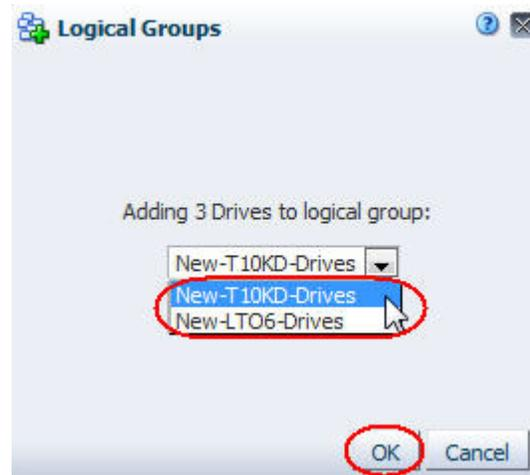 Logical Groups
Adding 3 Drives to logical group:
New-T10KD-Drives
New-T10KD-Drives
New-LTO6-Drives
OK Cancel